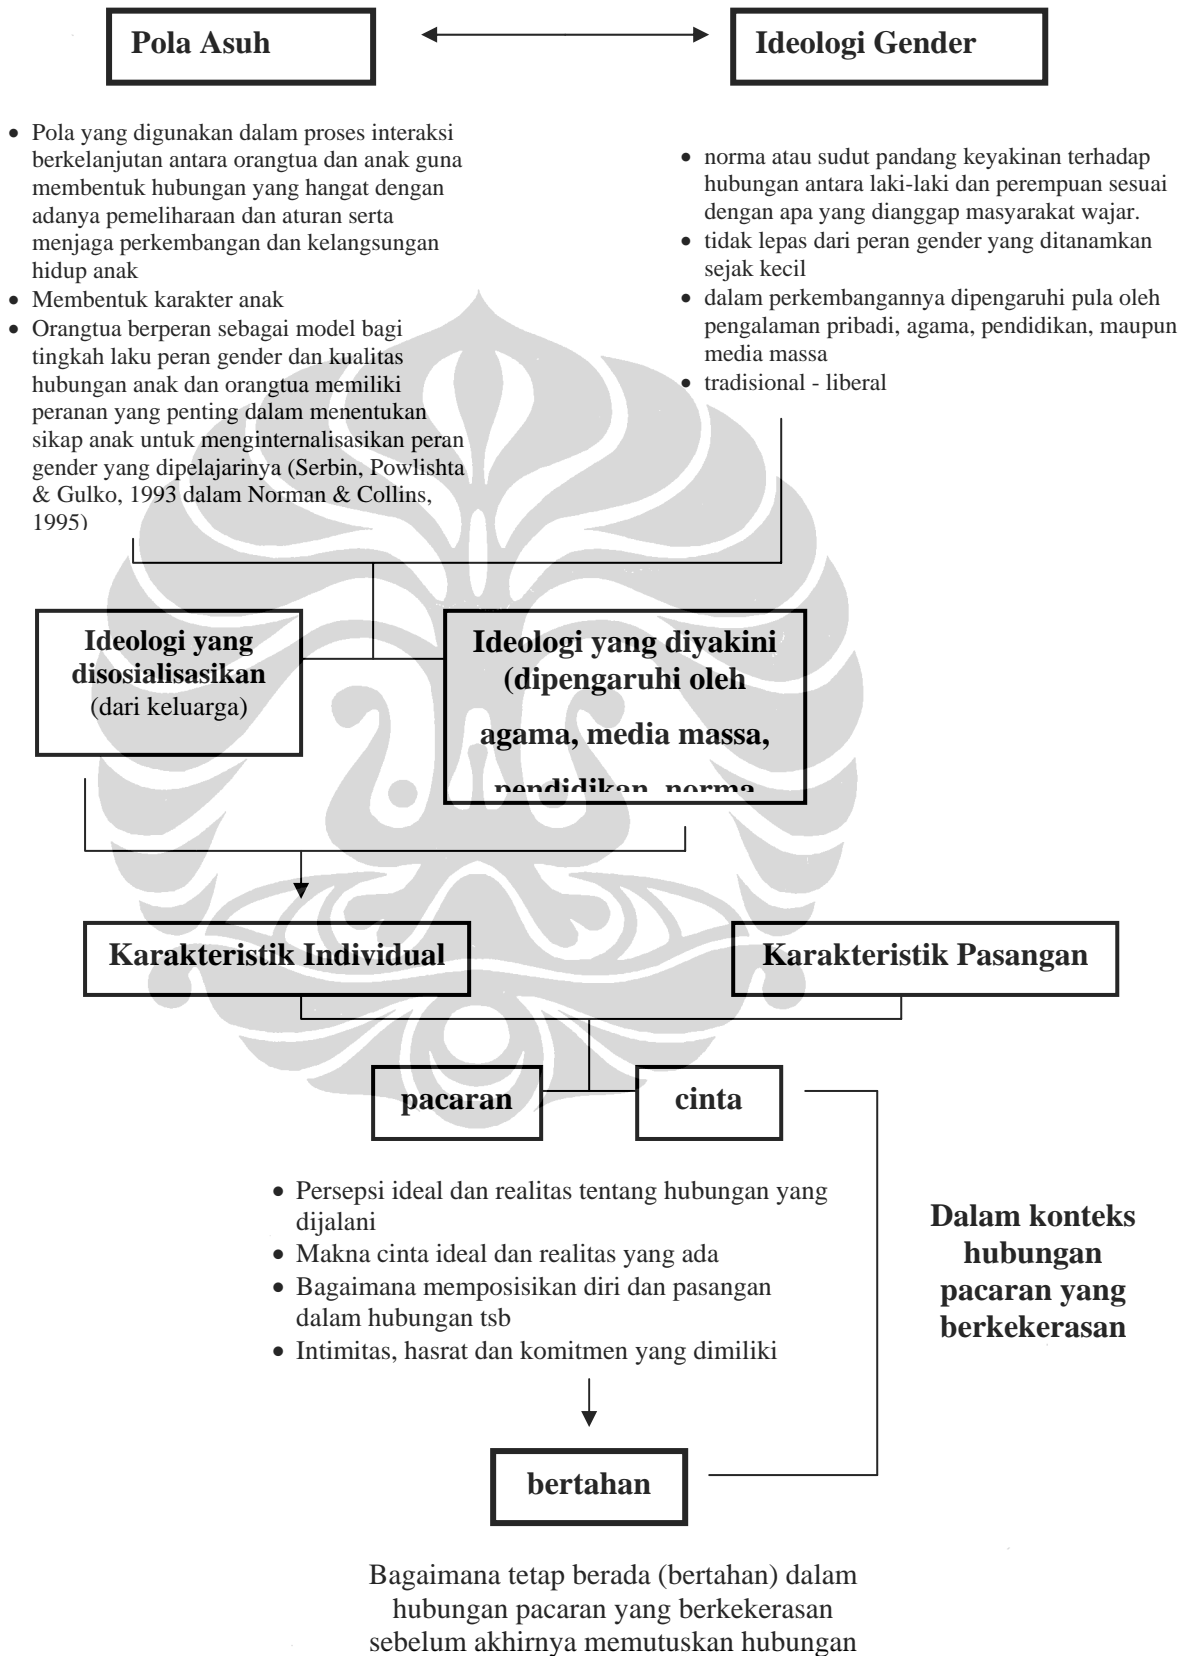 Pola Asuh
Ideologi Gender
• Pola yang digunakan dalam proses interaksi
berkelanjutan antara orangtua dan anak guna
membentuk hubungan yang hangat dengan
adanya pemeliharaan dan aturan serta
menjaga perkembangan dan kelangsungan
hidup anak
• Membentuk karakter anak
• Orangtua berperan sebagai model bagi
tingkah laku peran gender dan kualitas
hubungan anak dan orangtua memiliki
peranan yang penting dalam menentukan
sikap anak untuk menginternalisasikan peran
gender yang dipelajarinya (Serbin, Powlishta
& Gulko, 1993 dalam Norman & Collins,
1995)
• norma atau sudut pandang keyakinan terhadap
hubungan antara laki-laki dan perempuan sesuai
dengan apa yang dianggap masyarakat wajar.
• tidak lepas dari peran gender yang ditanamkan
sejak kecil
• dalam perkembangannya dipengaruhi pula oleh
pengalaman pribadi, agama, pendidikan, maupun
media massa
• tradisional - liberal
Ideologi yang
disosialisasikan
(dari keluarga)
Ideologi yang diyakini
(dipengaruhi oleh
agama, media massa,
pendidikan, norma
Karakteristik Individual
Karakteristik Pasangan
pacaran
cinta
• Persepsi ideal dan realitas tentang hubungan yang
dijalani
• Makna cinta ideal dan realitas yang ada
• Bagaimana memposisikan diri dan pasangan
dalam hubungan tsb
• Intimitas, hasrat dan komitmen yang dimiliki
Dalam konteks
hubungan
pacaran yang
berkekerasan
bertahan
Bagaimana tetap berada (bertahan) dalam
hubungan pacaran yang berkekerasan
sebelum akhirnya memutuskan hubungan